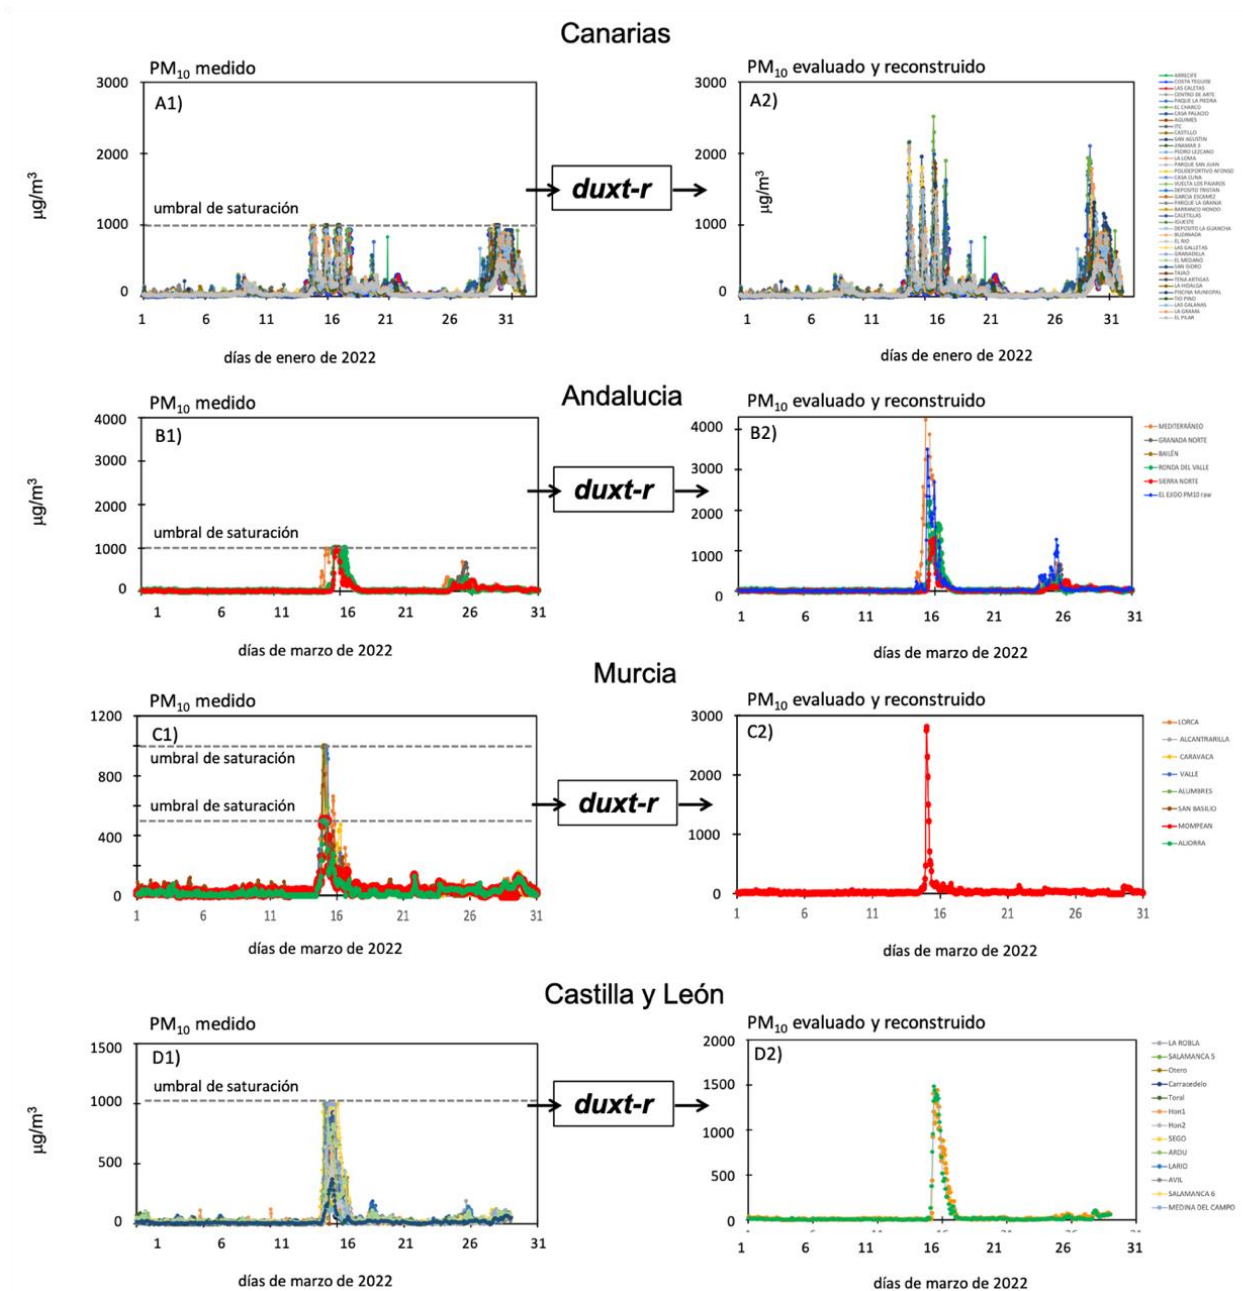 Canarias
PM10 medido
A1)
3000
2000
1000
0
µg/m3
umbral de saturación
1 6 11 16 21 26 31
días de enero de 2022
duxt-r
PM10 evaluado y reconstruido
A2)
3000
2000
1000
0
µg/m3
1 6 11 16 21 26 31
días de enero de 2022
ARRECIFE
COSTA TEGUISE
LAS CALETAS
CENTRO DE ARTE
PAQUE LA PIEDRA
EL CHARCO
CASA PALACIO
AGUIMES
ITC
CASTILLO
SAN AGUSTIN
JINAMAR 3
PEDRO LEZCANO
LA LOMA
PARQUE SAN JUAN
POLIDEPORTIVO AFONSO
CASA CUNA
VUELTA LOS PAJAROS
DEPOSITO TRISTAN
GARCIA ESCAMEZ
PARQUE LA GRANJA
BARRANCO HONDO
CALETILLAS
IGUESTE
DEPOSITO LA GUANCHA
BUZANADA
EL RIO
LAS GALLETAS
GRANADILLA
EL MEDANO
SAN ISIDRO
TAJAO
TENA ARTIGAS
LA HIDALGA
PISCINA MUNICIPAL
TIO PINO
LAS GALANAS
LA GRAMA
EL PILAR
Andalucia
PM10 medido
B1)
4000
3000
2000
1000
0
µg/m3
umbral de saturación
1 6 11 16 21 26 31
días de marzo de 2022
duxt-r
PM10 evaluado y reconstruido
B2)
4000
3000
2000
1000
0
1 6 11 16 21 26 31
días de marzo de 2022
MEDITERRÁNEO
GRANADA NORTE
BAILÉN
RONDA DEL VALLE
SIERRA NORTE
EL EJIDO PM10 raw
Murcia
PM10 medido
C1)
1200
800
400
0
µg/m3
umbral de saturación
umbral de saturación
1 6 11 16 21 26 31
días de marzo de 2022
duxt-r
PM10 evaluado y reconstruido
C2)
3000
2000
1000
0
1 6 11 16 21 26 31
días de marzo de 2022
LORCA
ALCANTRARILLA
CARAVACA
VALLE
ALUMBRES
SAN BASILIO
MOMPEAN
ALJORRA
Castilla y León
PM10 medido
D1)
1500
1000
500
0
µg/m3
umbral de saturación
1 6 11 16 21 26 31
días de marzo de 2022
duxt-r
PM10 evaluado y reconstruido
D2)
2000
1500
1000
500
0
1 6 11 16 21 26 31
días de marzo de 2022
LA ROBLA
SALAMANCA 5
Otero
Carracedelo
Toral
Hon1
Hon2
SEGO
ARDU
LARIO
AVIL
SALAMANCA 6
MEDINA DEL CAMPO